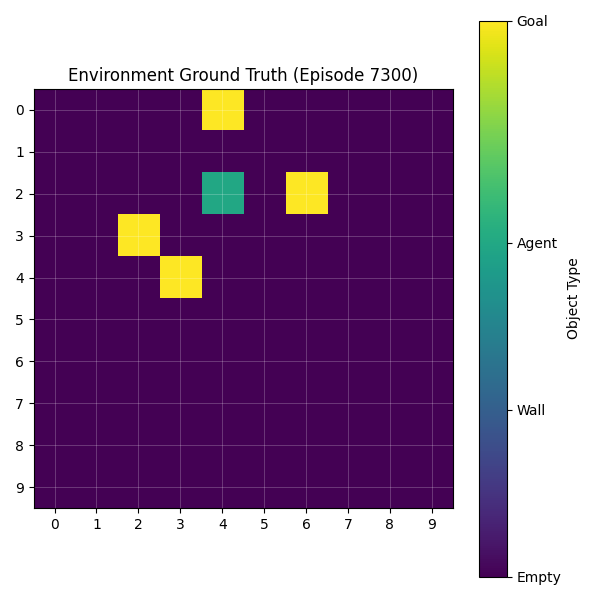 Environment Ground Truth (Episode 7300)
Goal
0
1
2
3
4
5
6
7
8
9
Agent
Wall
Empty
Object Type
0 1 2 3 4 5 6 7 8 9